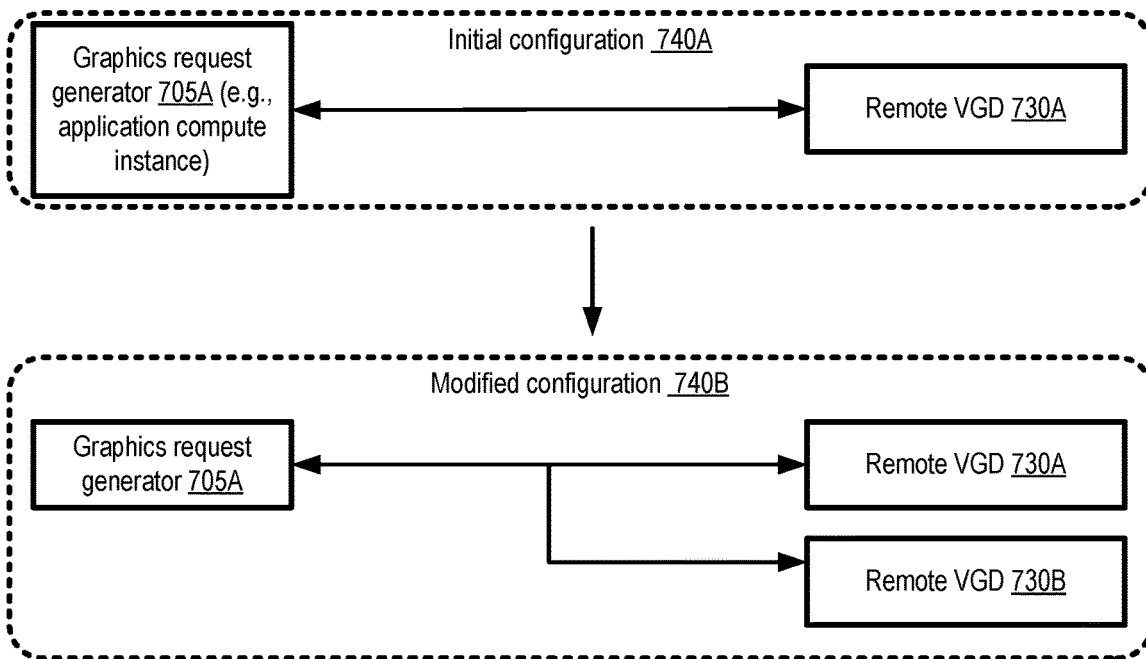 Initial configuration 740A
Graphics request
generator 705A (e.g.,
application compute
instance)
Remote VGD 730A
Modified configuration 740B
Graphics request
generator 705A
Remote VGD 730A
Remote VGD 730B